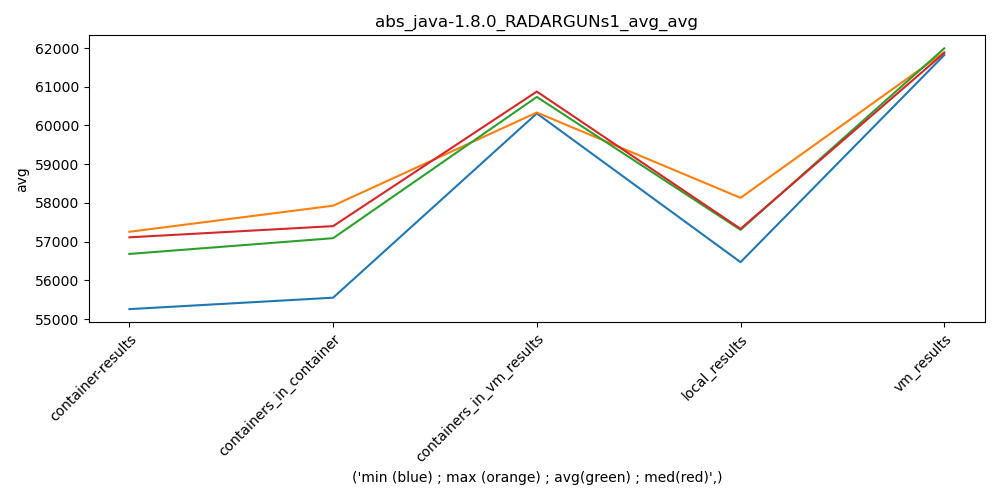 abs_java-1.8.0_RADARGUNs1_avg_avg
62000
61000
60000
59000
58000
57000
56000
55000
avg
container-results
containers_in_container
containers_in_vm_results
local_results
vm_results
('min (blue) ; max (orange) ; avg(green) ; med(red)',)